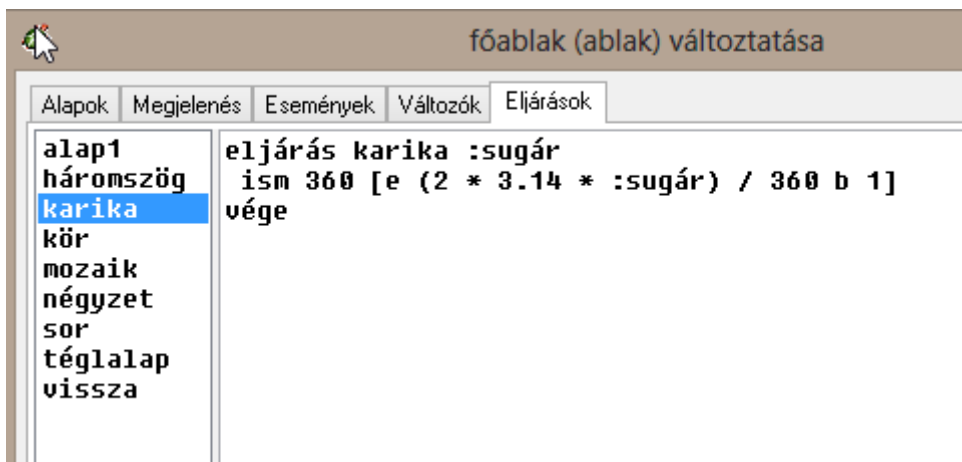 főablak (ablak) változtatása
Alapok Megjelenés Események Változók Eljárások
alap1
háromszög
karika
kör
mozaik
négyzet
sor
téglalap
vissza
eljárás karika :sugár
ism 360 [e (2 * 3.14 * :sugár) / 360 b 1]
vége